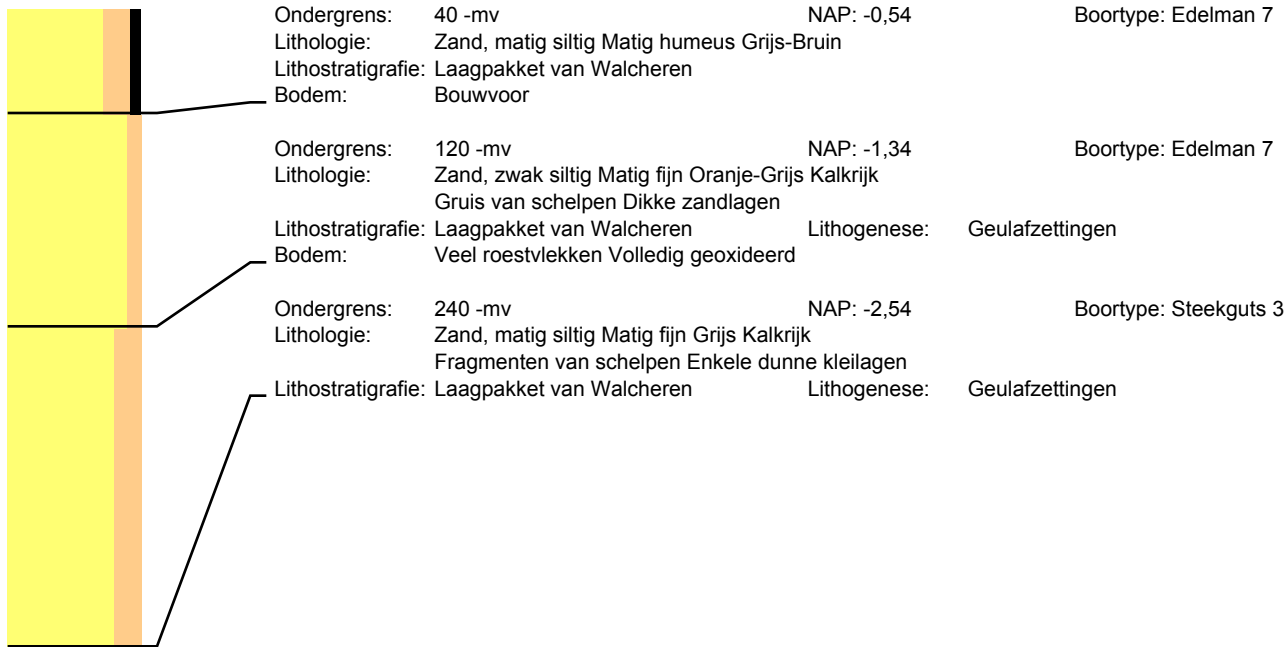 Ondergrens: 40 -mv NAP: -0,54 Boortype: Edelman 7
Lithologie: Zand, matig siltig Matig humeus Grijs-Bruin
Lithostratigrafie: Laagpakket van Walcheren
Bodem: Bouwvoor
Ondergrens: 120 -mv NAP: -1,34 Boortype: Edelman 7
Lithologie: Zand, zwak siltig Matig fijn Oranje-Grijs Kalkrijk
Gruis van schelpen Dikke zandlagen
Lithostratigrafie: Laagpakket van Walcheren Lithogenese: Geulafzettingen
Bodem: Veel roestvlekken Volledig geoxideerd
Ondergrens: 240 -mv NAP: -2,54 Boortype: Steekguts 3
Lithologie: Zand, matig siltig Matig fijn Grijs Kalkrijk
Fragmenten van schelpen Enkele dunne kleilagen
Lithostratigrafie: Laagpakket van Walcheren Lithogenese: Geulafzettingen